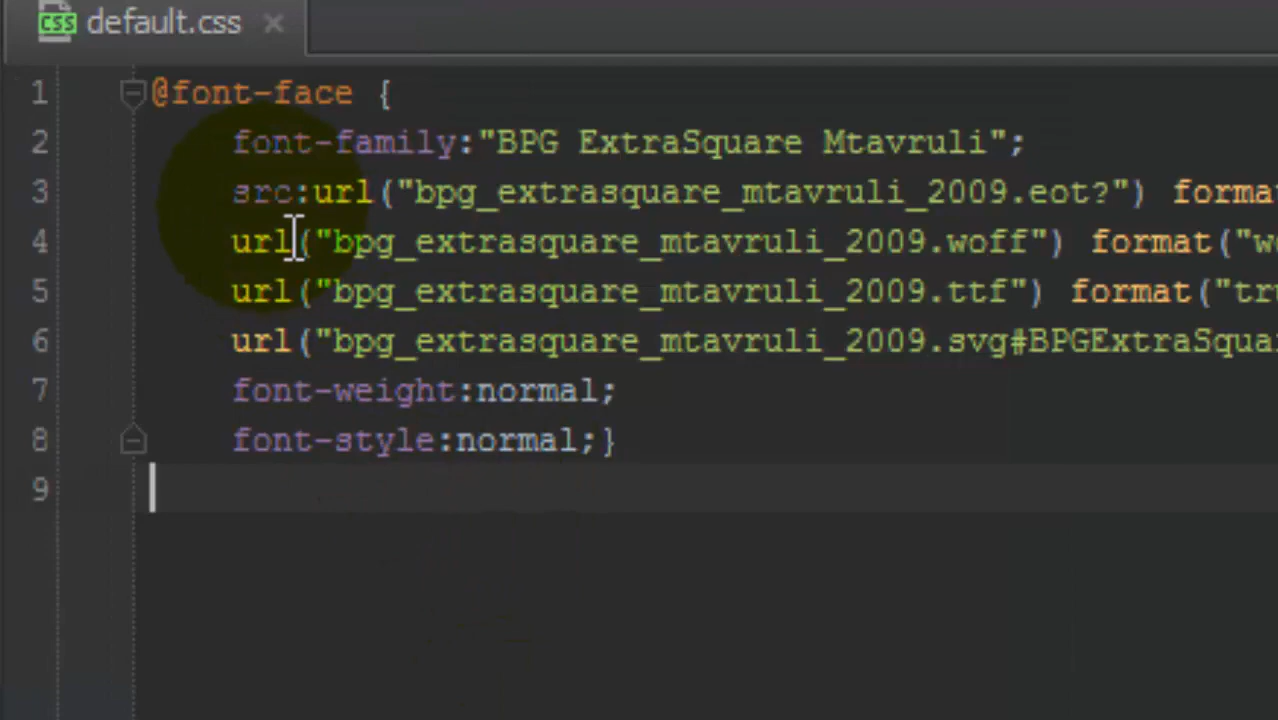 default.css
1 @font-face {
2 font-family:"BPG ExtraSquare Mtavruli";
3 src:url("bpg_extrasquare_mtavruli_2009.eot?") forma
4 url("bpg_extrasquare_mtavruli_2009.woff") format("w
5 url("bpg_extrasquare_mtavruli_2009.ttf") format("tr
6 url("bpg_extrasquare_mtavruli_2009.svg#BPGExtraSqua
7 font-weight:normal;
8 font-style:normal;}
9